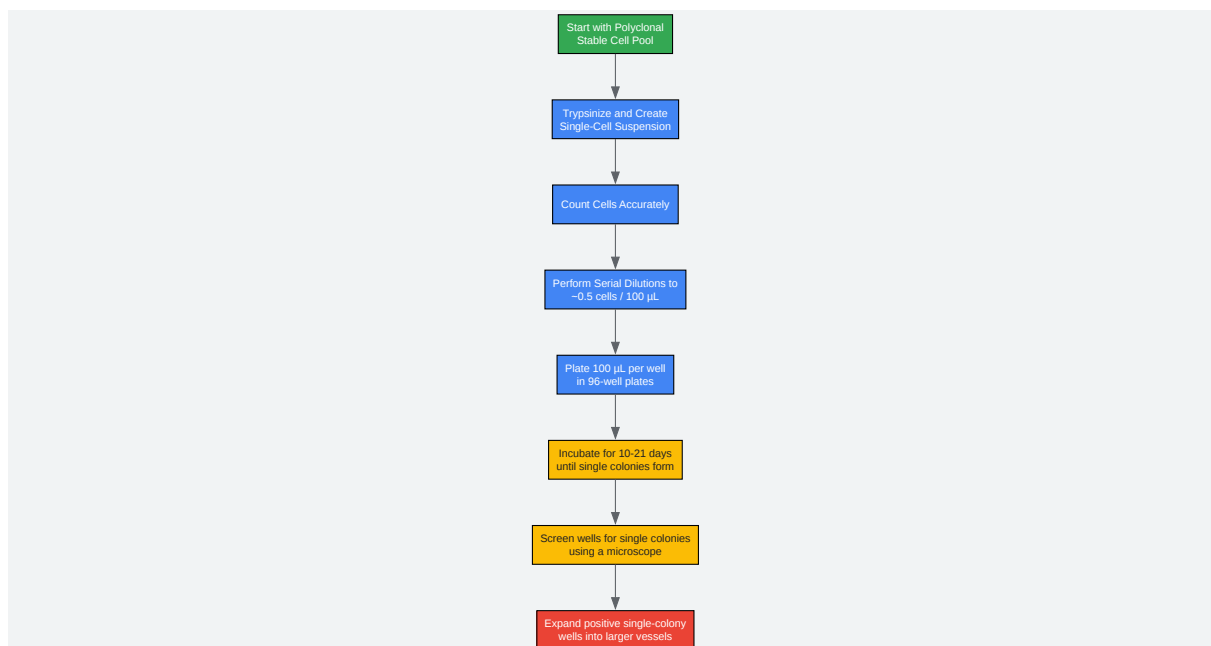 Start with Polyclonal
Stable Cell Pool
Trypsinize and Create
Single-Cell Suspension
Count Cells Accurately
Perform Serial Dilutions to
~0.5 cells / 100 µL
Plate 100 µL per well
in 96-well plates
Incubate for 10-21 days
until single colonies form
Screen wells for single colonies
using a microscope
Expand positive single-colony
wells into larger vessels